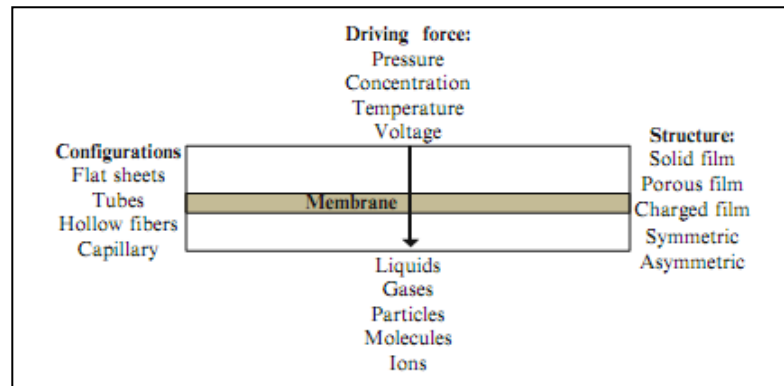 Driving force:
Pressure
Concentration
Temperature
Voltage
Configurations
Flat sheets
Tubes
Hollow fibers
Capillary
Membrane
Structure:
Solid film
Porous film
Charged film
Symmetric
Asymmetric
Liquids
Gases
Particles
Molecules
Ions